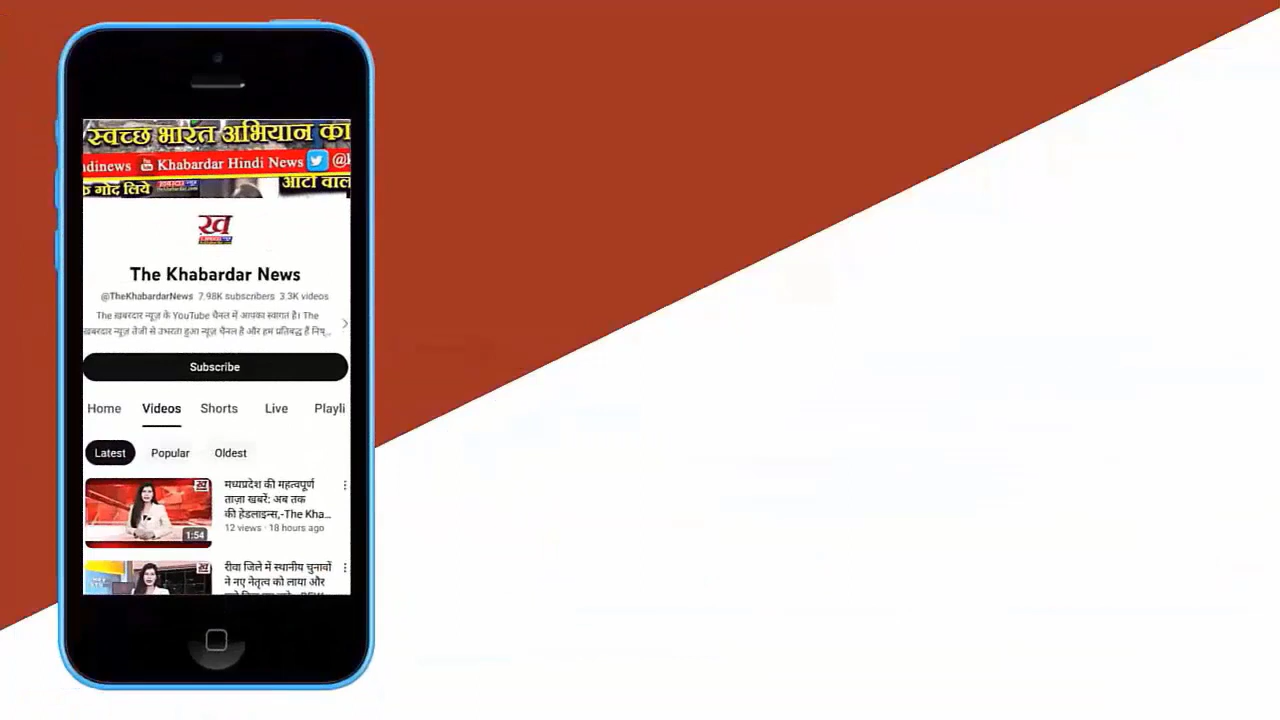 स्वच्छ भारत अभियान का
dinews Khabardar Hindi News @
के गोद लिये
आटो वाल
ख
The Khabardar News
@TheKhabardarNews 7.98K subscribers 3.3K videos
The ख़बरदार न्यूज़ के YouTube चैनल में आपका स्वागत है। The
ख़बरदार न्यूज़ तेजी से उभरता हुआ न्यूज़ चैनल है और हम प्रतिबद्ध हैं निष्...
Subscribe
Home Videos Shorts Live Playli
Latest Popular Oldest
मध्यप्रदेश की महत्वपूर्ण
ताज़ा खबरें: अब तक
की हेडलाइन्स,-The Kha...
12 views · 18 hours ago
1:54
रीवा जिले में स्थानीय चुनावों
ने नए नेतृत्व को लाया और